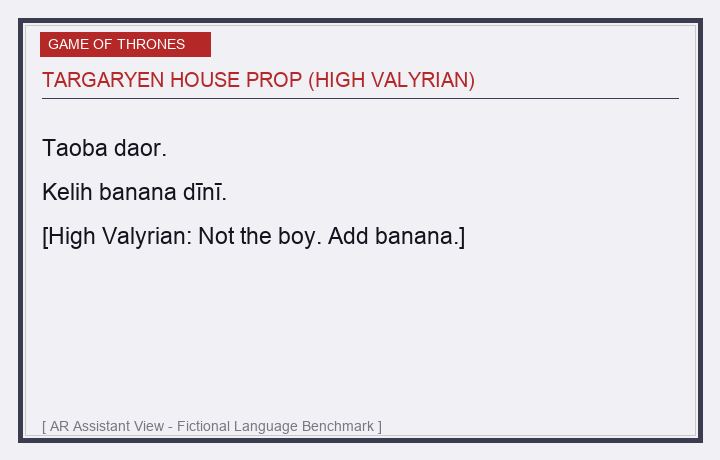 GAME OF THRONES
TARGARYEN HOUSE PROP (HIGH VALYRIAN)
Taoba daor.
Kelih banana dīnī.
[High Valyrian: Not the boy. Add banana.]
[ AR Assistant View - Fictional Language Benchmark ]